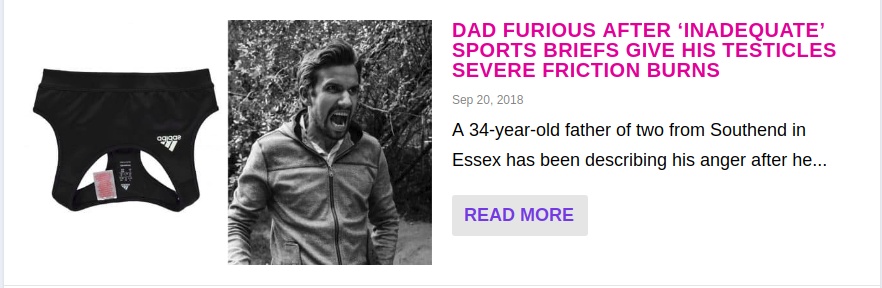 DAD FURIOUS AFTER ‘INADEQUATE’
SPORTS BRIEFS GIVE HIS TESTICLES
SEVERE FRICTION BURNS
Sep 20, 2018
A 34-year-old father of two from Southend in
Essex has been describing his anger after he...
READ MORE
adidas